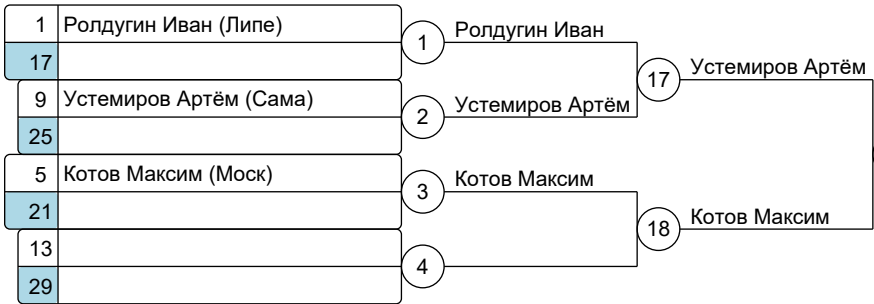 1 Ролдугин Иван (Липе)
17
1
Ролдугин Иван
9 Устемиров Артём (Сама)
25
2
Устемиров Артём
17
Устемиров Артём
5 Котов Максим (Моск)
21
3
Котов Максим
13
29
4
18
Котов Максим